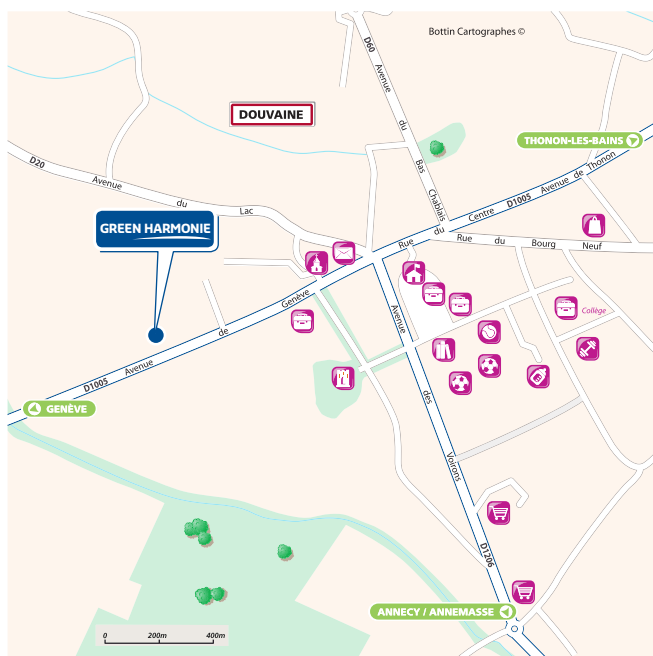 Bottin Cartographes ©
D60 Avenue du Bas Chablais
DOUVAINE
THONON-LES-BAINS
D20 Avenue du Lac
Rue du Centre D1005 Avenue de Thonon
GREEN HARMONIE
Rue du Bourg Neuf
D1005 Avenue de Genève
Collège
Avenue des Voirons D1206
GENÈVE
ANNECY / ANNEMASSE
0 200m 400m